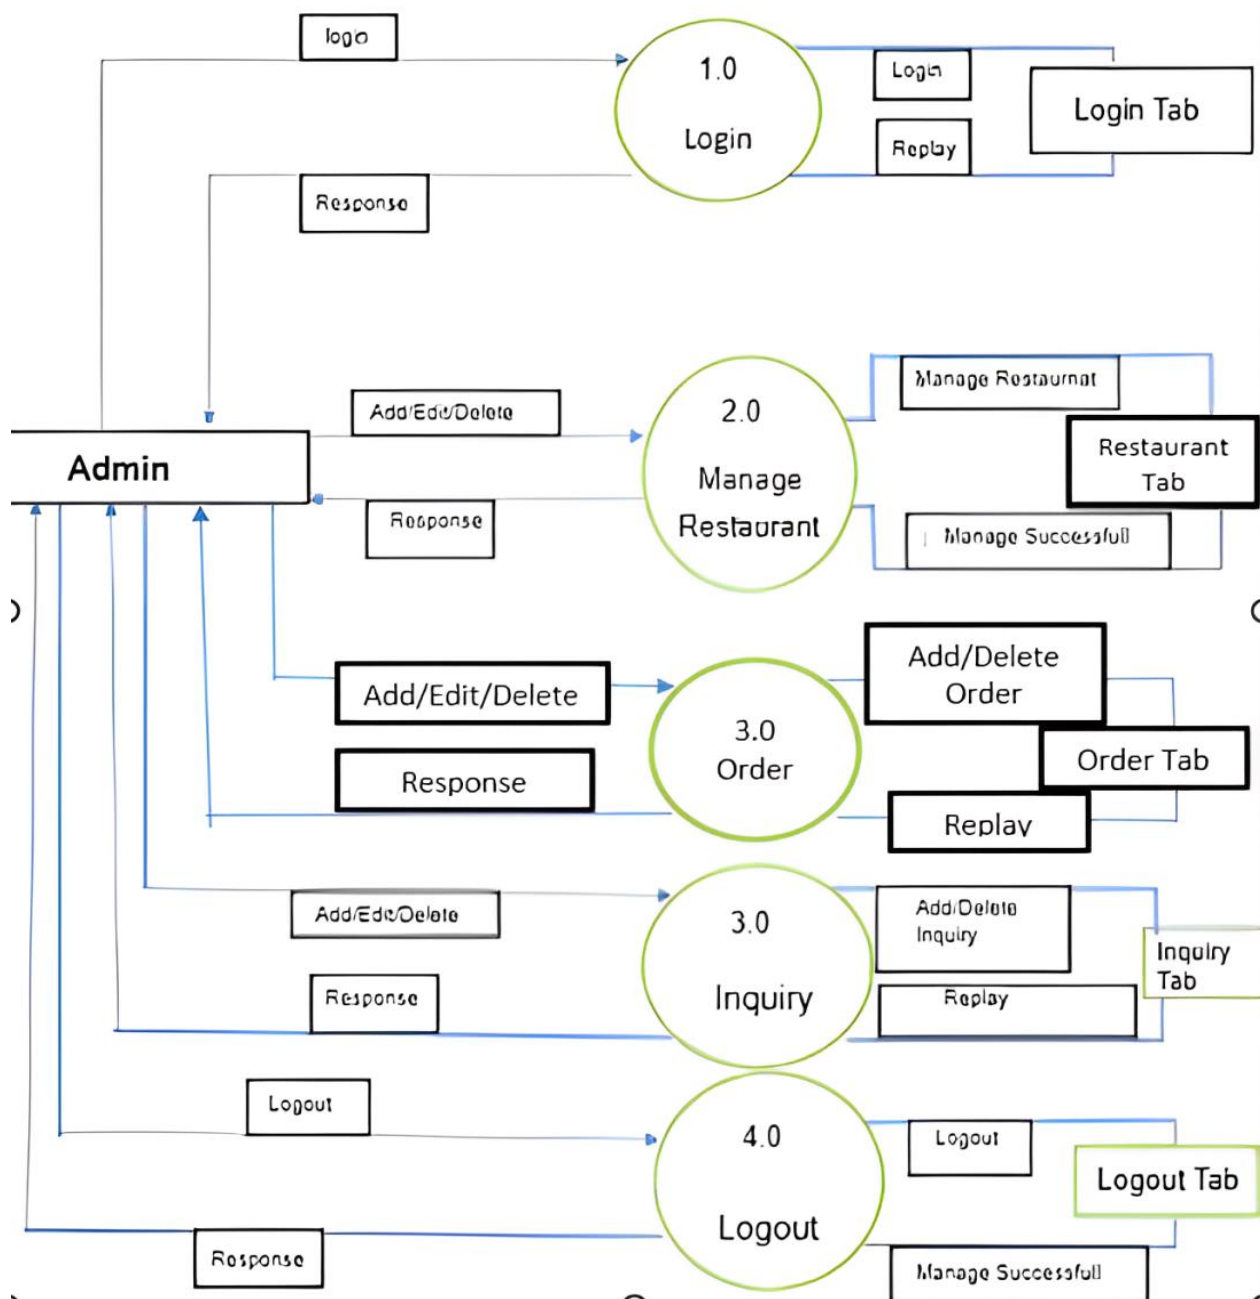 login
1.0
Login
Login
Replay
Login Tab
Response
Add/Edit/Delete
2.0
Manage
Restaurant
Manage Restaurnat
Restaurant
Tab
Admin
Response
Manage Successfull
Add/Edit/Delete
3.0
Order
Add/Delete
Order
Order Tab
Response
Replay
Add/Edit/Delete
3.0
Inquiry
Add/Delete
Inquiry
Inquiry
Tab
Response
Replay
Logout
4.0
Logout
Logout
Logout Tab
Response
Manage Successfull